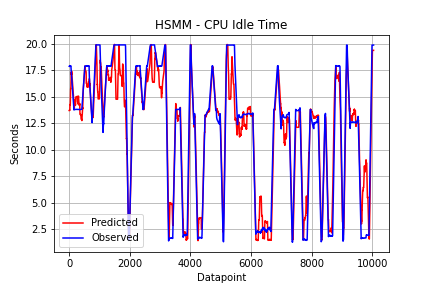 HSMM - CPU Idle Time
20.0
17.5
15.0
12.5
10.0
7.5
5.0
2.5
Seconds
Predicted
Observed
0 2000 4000 6000 8000 10000
Datapoint